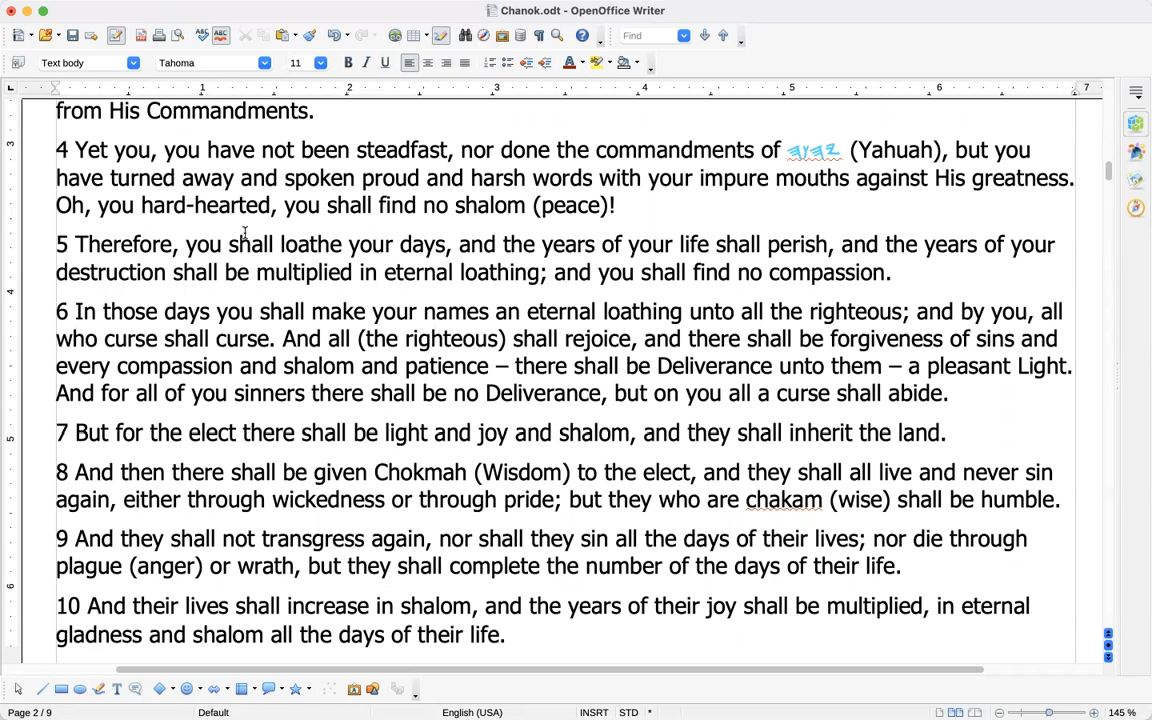 Chanok.odt - OpenOffice Writer
Find
Text body
Tahoma
11
1 2 3 4 5 6 7
from His Commandments.
4 Yet you, you have not been steadfast, nor done the commandments of 𐤉𐤄𐤅𐤄 (Yahuah), but you
have turned away and spoken proud and harsh words with your impure mouths against His greatness.
Oh, you hard-hearted, you shall find no shalom (peace)!
5 Therefore, you shall loathe your days, and the years of your life shall perish, and the years of your
destruction shall be multiplied in eternal loathing; and you shall find no compassion.
6 In those days you shall make your names an eternal loathing unto all the righteous; and by you, all
who curse shall curse. And all (the righteous) shall rejoice, and there shall be forgiveness of sins and
every compassion and shalom and patience – there shall be Deliverance unto them – a pleasant Light.
And for all of you sinners there shall be no Deliverance, but on you all a curse shall abide.
7 But for the elect there shall be light and joy and shalom, and they shall inherit the land.
8 And then there shall be given Chokmah (Wisdom) to the elect, and they shall all live and never sin
again, either through wickedness or through pride; but they who are chakam (wise) shall be humble.
9 And they shall not transgress again, nor shall they sin all the days of their lives; nor die through
plague (anger) or wrath, but they shall complete the number of the days of their life.
10 And their lives shall increase in shalom, and the years of their joy shall be multiplied, in eternal
gladness and shalom all the days of their life.
3
4
5
6
Page 2 / 9
Default
English (USA)
INSRT
STD
*
145 %